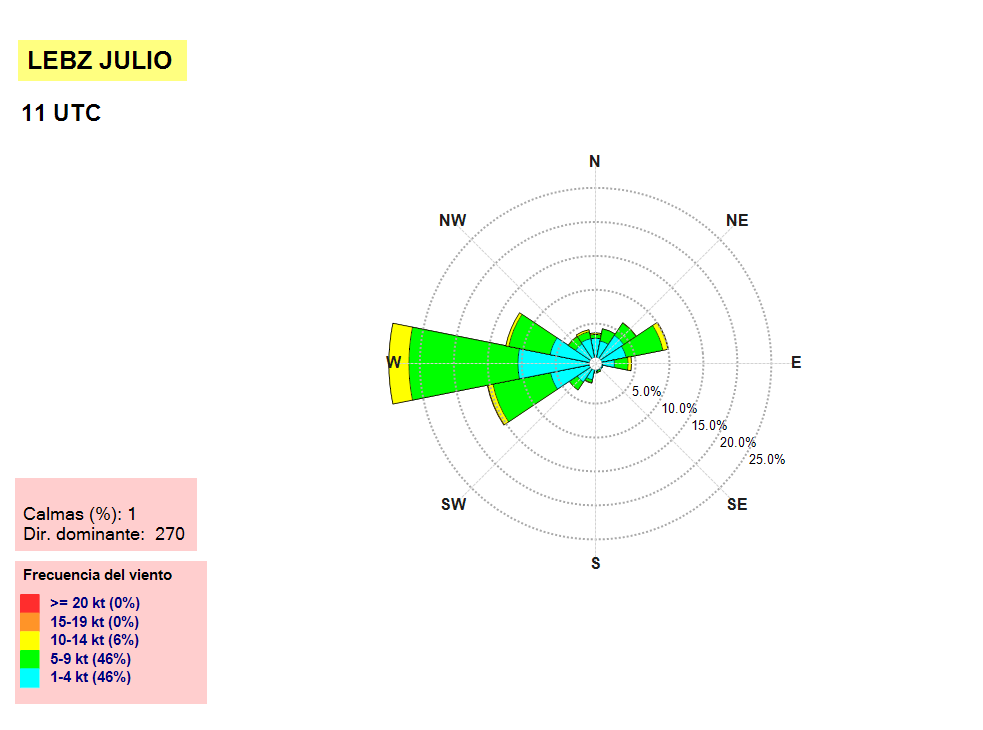 LEBZ JULIO
11 UTC
N
NW
NE
W
E
5.0%
10.0%
15.0%
20.0%
25.0%
SW
SE
S
Calmas (%): 1
Dir. dominante: 270
Frecuencia del viento
>= 20 kt (0%)
15-19 kt (0%)
10-14 kt (6%)
5-9 kt (46%)
1-4 kt (46%)